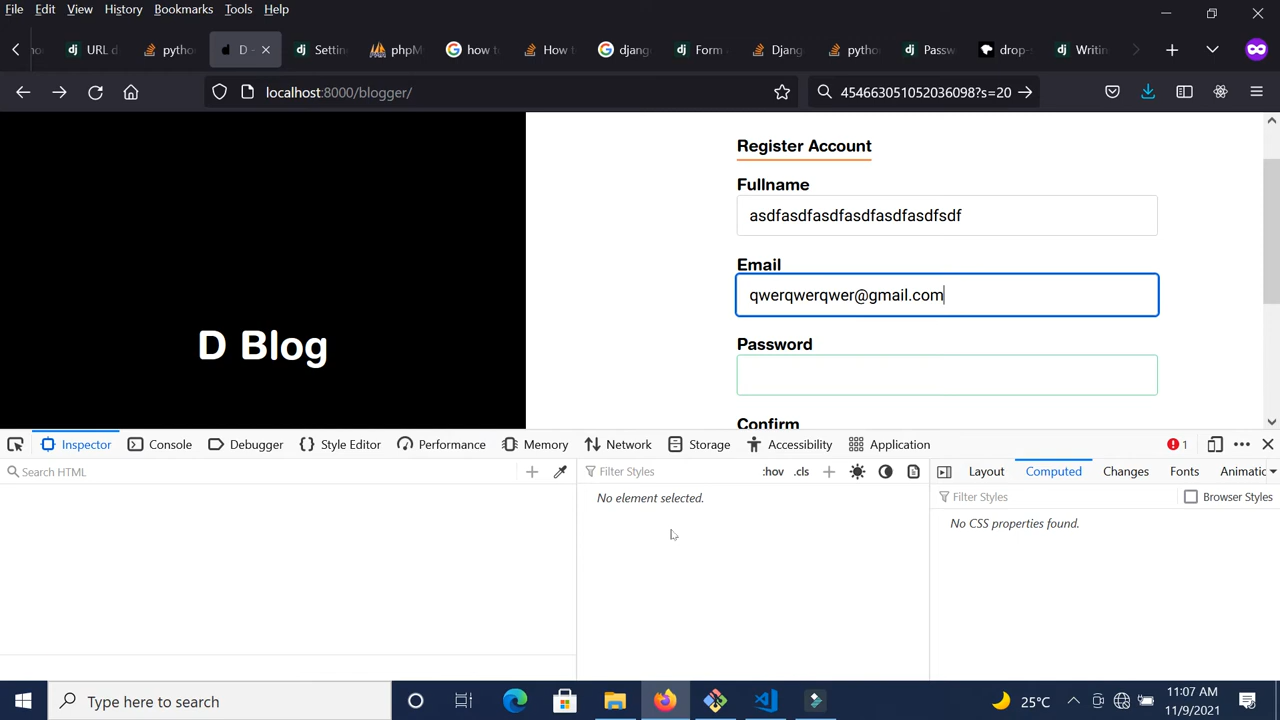 File Edit View History Bookmarks Tools Help
URL d python D - Settin phpM how to How t djang Form Djang python Passw drop-s Writin
localhost:8000/blogger/
454663051052036098?s=20
D Blog
Register Account
Fullname
asdfasdfasdfasdfasdfasdfsdf
Email
qwerqwerqwer@gmail.com
Password
Confirm
Inspector Console Debugger Style Editor Performance Memory Network Storage Accessibility Application 1
Search HTML
Filter Styles :hov .cls
Layout Computed Changes Fonts Animatic
No element selected.
Filter Styles Browser Styles
No CSS properties found.
Type here to search
25°C
11:07 AM
11/9/2021